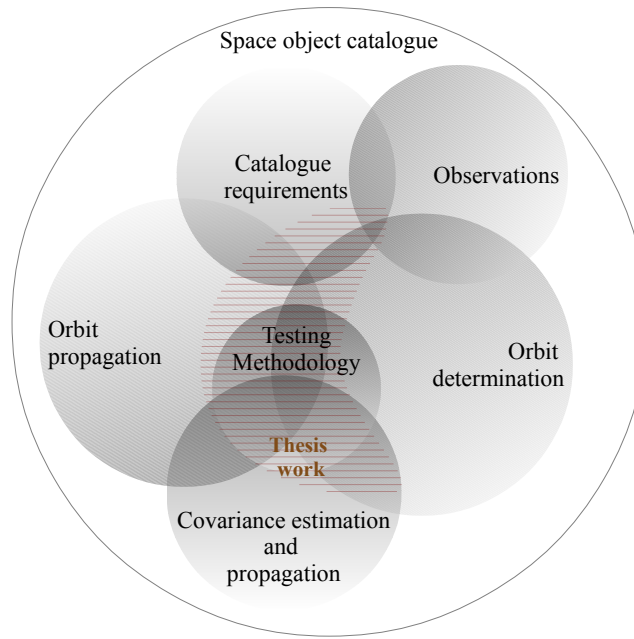 Space object catalogue
Catalogue
requirements
Observations
Orbit
propagation
Testing
Methodology
Orbit
determination
Thesis
work
Covariance estimation
and
propagation